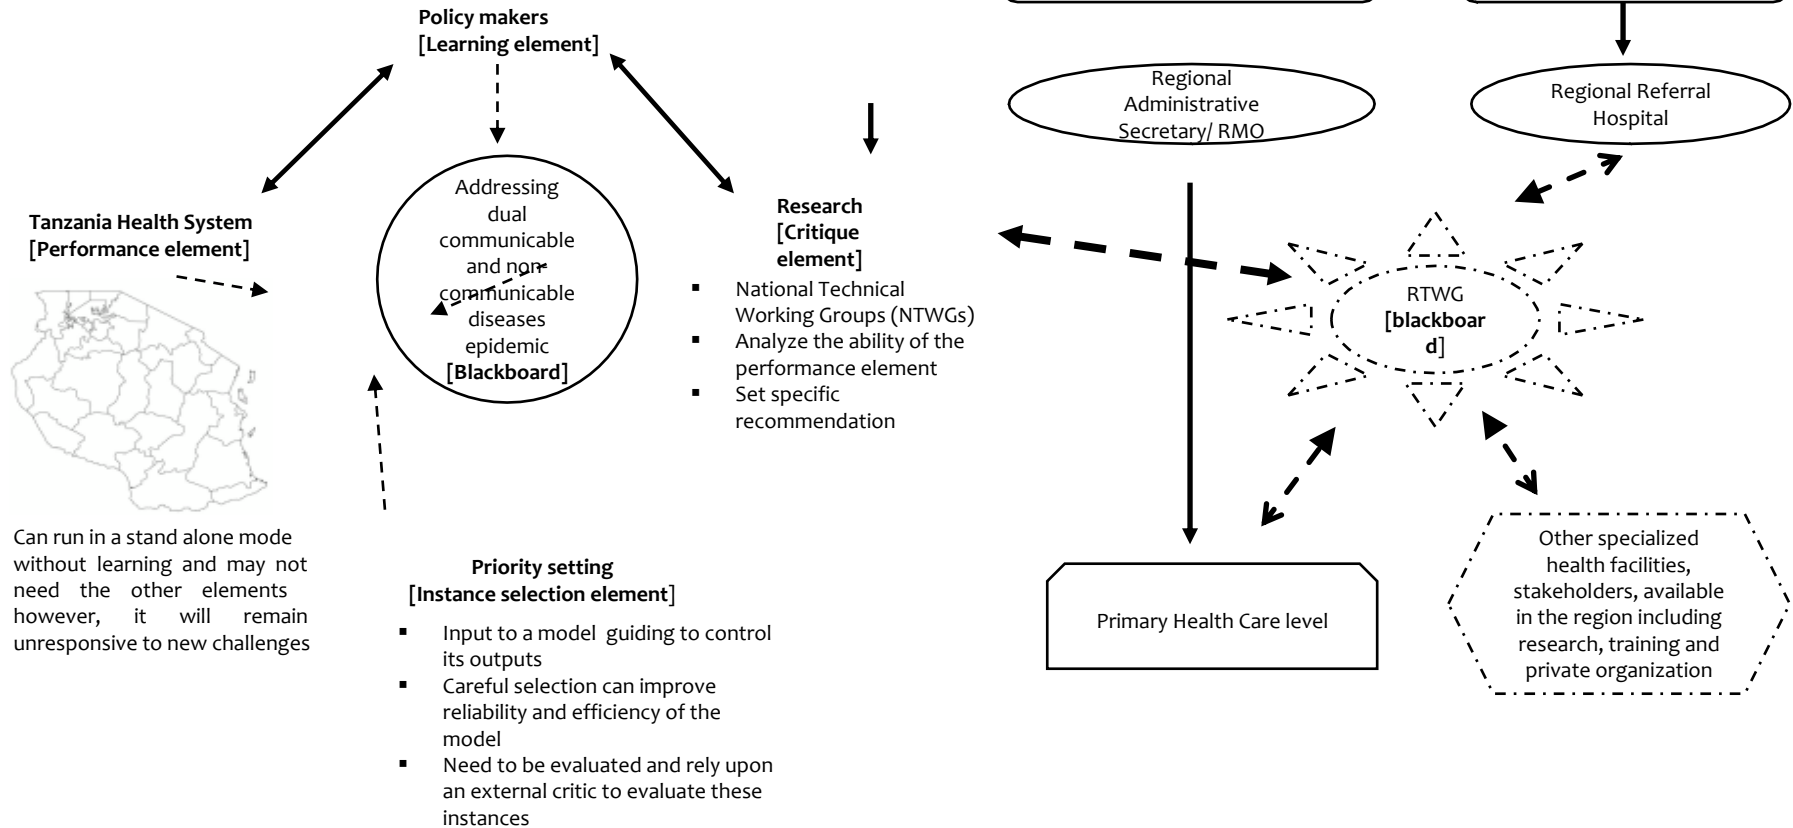 Policy makers
[Learning element]
Tanzania Health System
[Performance element]
Can run in a stand alone mode
without learning and may not
need the other elements
however, it will remain
unresponsive to new challenges
Addressing
dual
communicable
and non-
communicable
diseases
epidemic
[Blackboard]
Research
[Critique
element]
▪ National Technical
Working Groups (NTWGs)
▪ Analyze the ability of the
performance element
▪ Set specific
recommendation
Priority setting
[Instance selection element]
▪ Input to a model guiding to control
its outputs
▪ Careful selection can improve
reliability and efficiency of the
model
▪ Need to be evaluated and rely upon
an external critic to evaluate these
instances
Regional
Administrative
Secretary/ RMO
Regional Referral
Hospital
RTWG
[blackboar
d]
Primary Health Care level
Other specialized
health facilities,
stakeholders, available
in the region including
research, training and
private organization